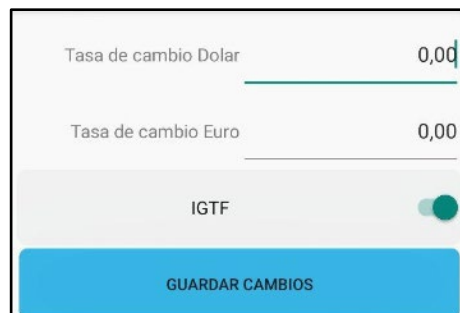 Tasa de cambio Dolar 0,00
Tasa de cambio Euro 0,00
IGTF
GUARDAR CAMBIOS